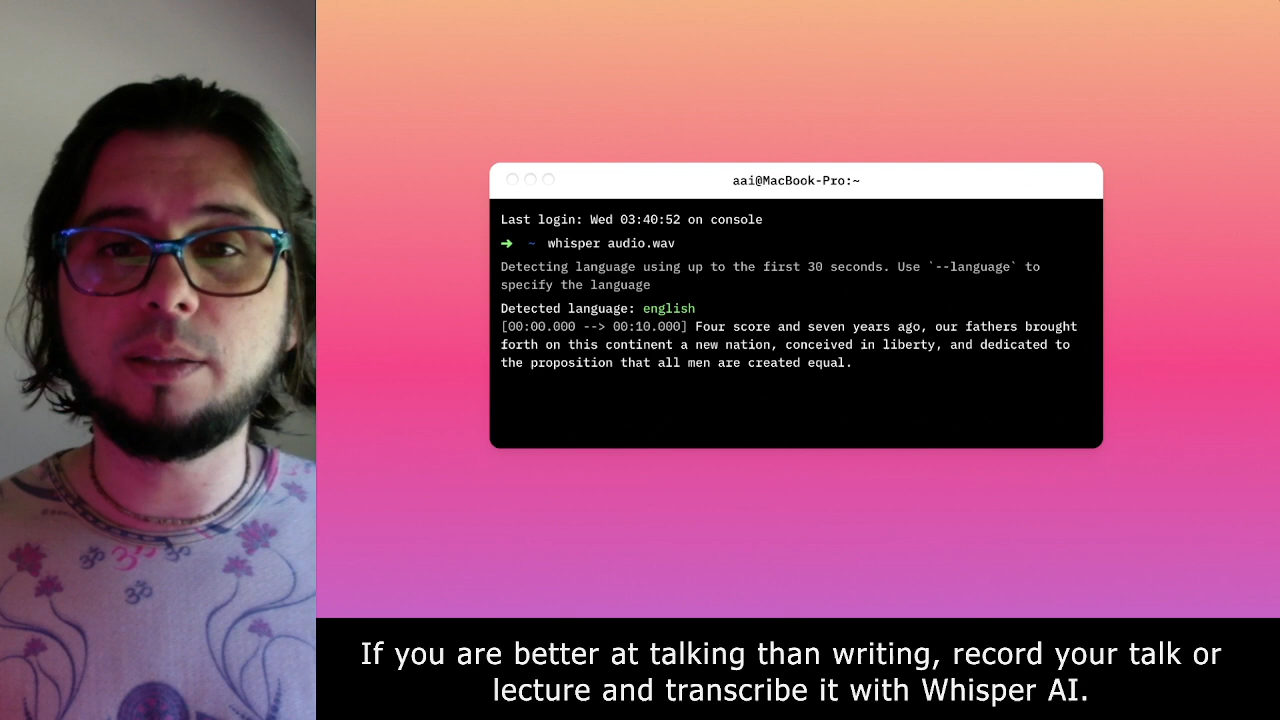 aai@MacBook-Pro:~
Last login: Wed 03:40:52 on console
➜ ~ whisper audio.wav
Detecting language using up to the first 30 seconds. Use `--language` to
specify the language
Detected language: english
[00:00.000 --> 00:10.000] Four score and seven years ago, our fathers brought
forth on this continent a new nation, conceived in liberty, and dedicated to
the proposition that all men are created equal.
ॐ ॐ ॐ
ॐ
If you are better at talking than writing, record your talk or
lecture and transcribe it with Whisper AI.